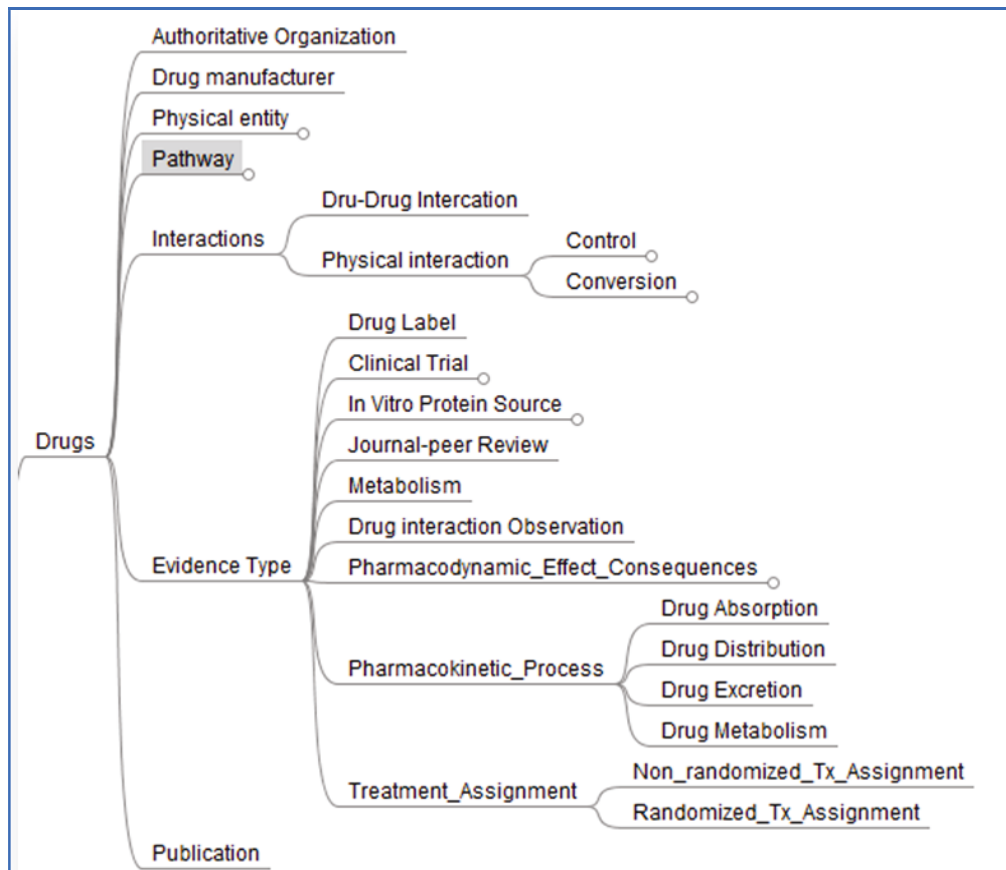 Authoritative Organization
Drug manufacturer
Physical entity
Pathway
Dru-Drug Intercation
Interactions
Control
Physical interaction
Conversion
Drug Label
Clinical Trial
In Vitro Protein Source
Journal-peer Review
Drugs
Metabolism
Drug interaction Observation
Evidence Type
Pharmacodynamic_Effect_Consequences
Drug Absorption
Drug Distribution
Pharmacokinetic_Process
Drug Excretion
Drug Metabolism
Non_randomized_Tx_Assignment
Treatment_Assignment
Randomized_Tx_Assignment
Publication